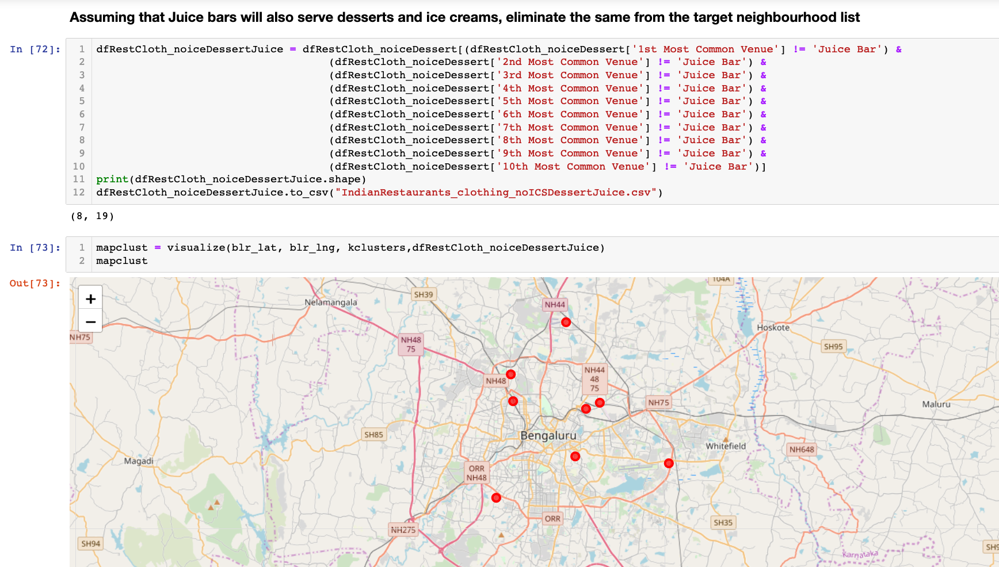 Assuming that Juice bars will also serve desserts and ice creams, eliminate the same from the target neighbourhood list
In [72]:
1 dfRestCloth_noiceDessertJuice = dfRestCloth_noiceDessert[(dfRestCloth_noiceDessert['1st Most Common Venue'] != 'Juice Bar') &
2 (dfRestCloth_noiceDessert['2nd Most Common Venue'] != 'Juice Bar') &
3 (dfRestCloth_noiceDessert['3rd Most Common Venue'] != 'Juice Bar') &
4 (dfRestCloth_noiceDessert['4th Most Common Venue'] != 'Juice Bar') &
5 (dfRestCloth_noiceDessert['5th Most Common Venue'] != 'Juice Bar') &
6 (dfRestCloth_noiceDessert['6th Most Common Venue'] != 'Juice Bar') &
7 (dfRestCloth_noiceDessert['7th Most Common Venue'] != 'Juice Bar') &
8 (dfRestCloth_noiceDessert['8th Most Common Venue'] != 'Juice Bar') &
9 (dfRestCloth_noiceDessert['9th Most Common Venue'] != 'Juice Bar') &
10 (dfRestCloth_noiceDessert['10th Most Common Venue'] != 'Juice Bar')]
11 print(dfRestCloth_noiceDessertJuice.shape)
12 dfRestCloth_noiceDessertJuice.to_csv("IndianRestaurants_clothing_noICSDessertJuice.csv")
(8, 19)
In [73]:
1 mapclust = visualize(blr_lat, blr_lng, kclusters,dfRestCloth_noiceDessertJuice)
2 mapclust
Out[73]:
+
−
104A
SH39
Nelamangala
NH44
Hoskote
NH75
NH48
75
SH95
NH44
48
75
NH48
NH75
Maluru
SH85
Bengaluru
Whitefield
NH648
Magadi
ORR
NH48
ORR
SH35
NH275
SH94
SH9
Karnataka